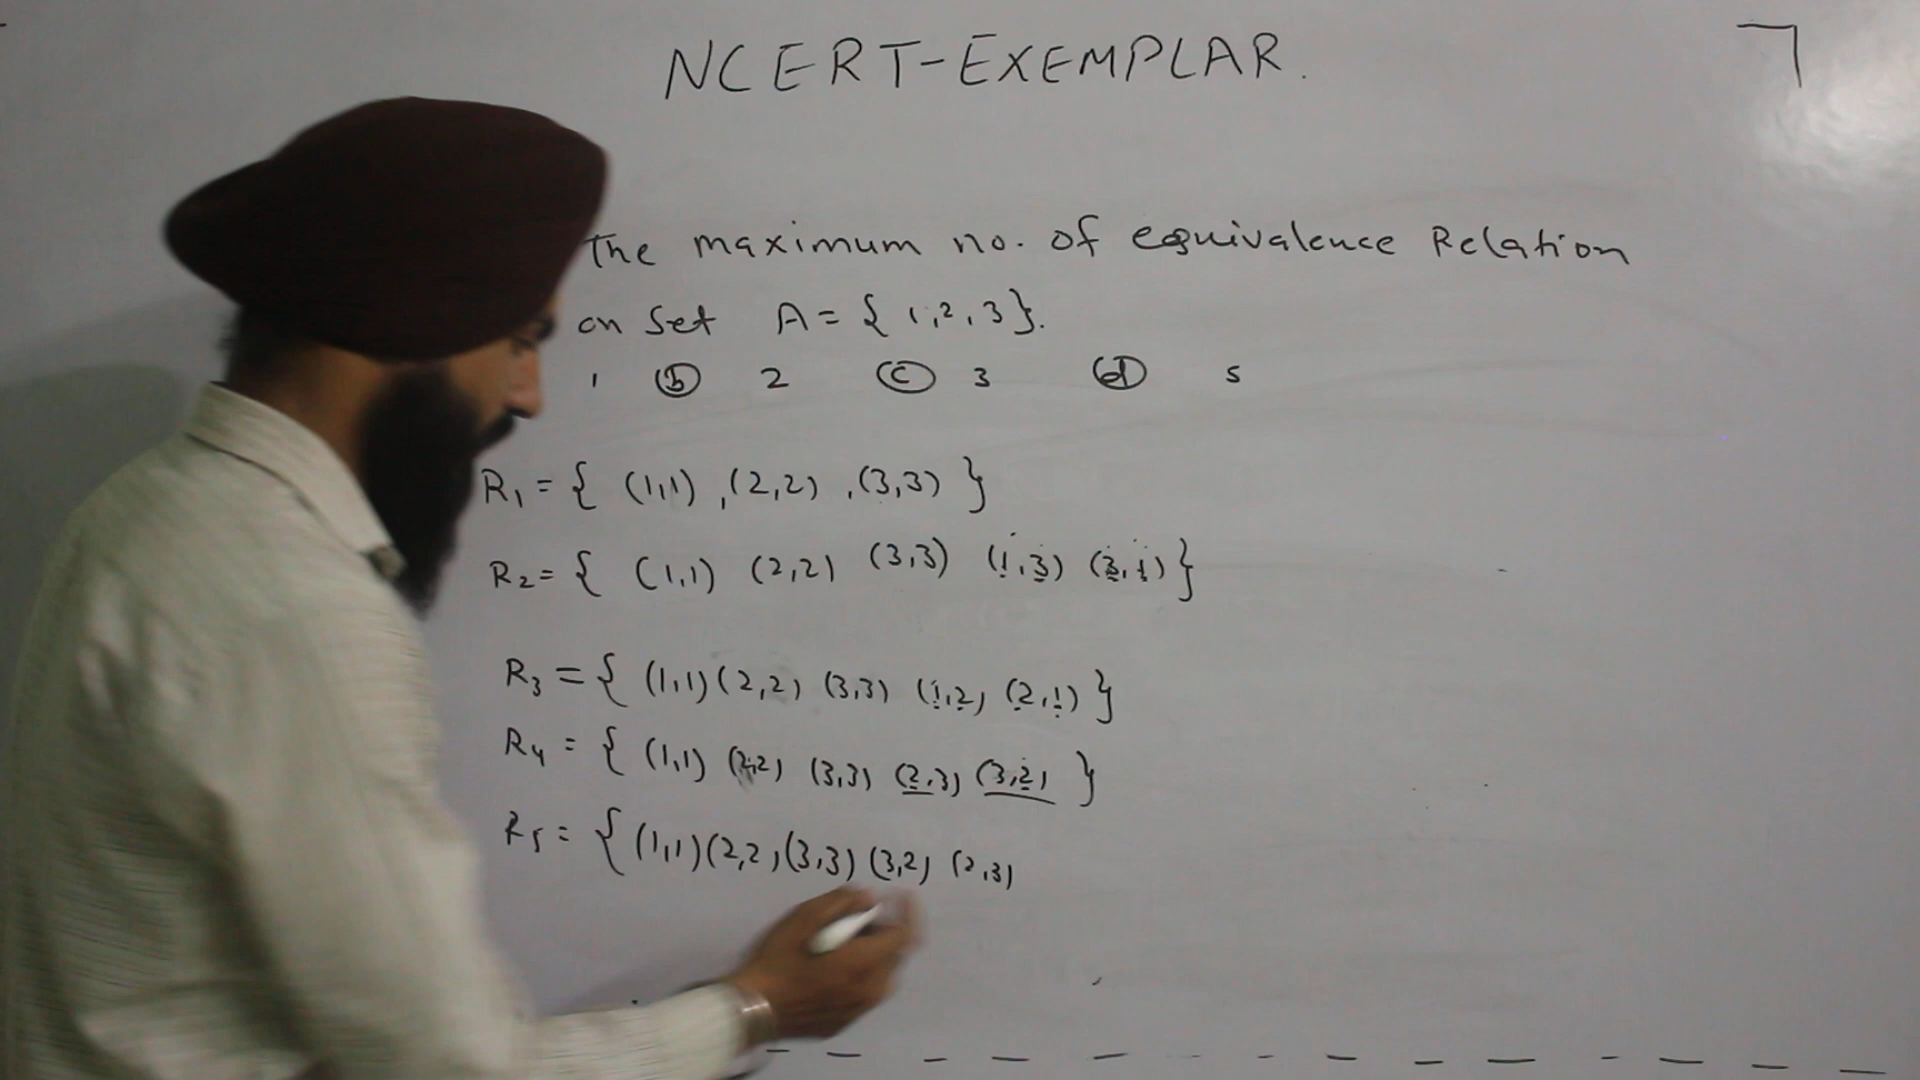 NCERT-EXEMPLAR.
The maximum no. of equivalence Relation
on Set A = { 1,2,3}.
1 (b) 2 (c) 3 (d) 5
R1 = { (1,1) ,(2,2) ,(3,3) }
R2 = { (1,1) (2,2) (3,3) (1,3) (3,1) }
R3 = { (1,1) (2,2) (3,3) (1,2) (2,1) }
R4 = { (1,1) (2,2) (3,3) (2,3) (3,2) }
R5 = { (1,1) (2,2) (3,3) (3,2) (2,3)